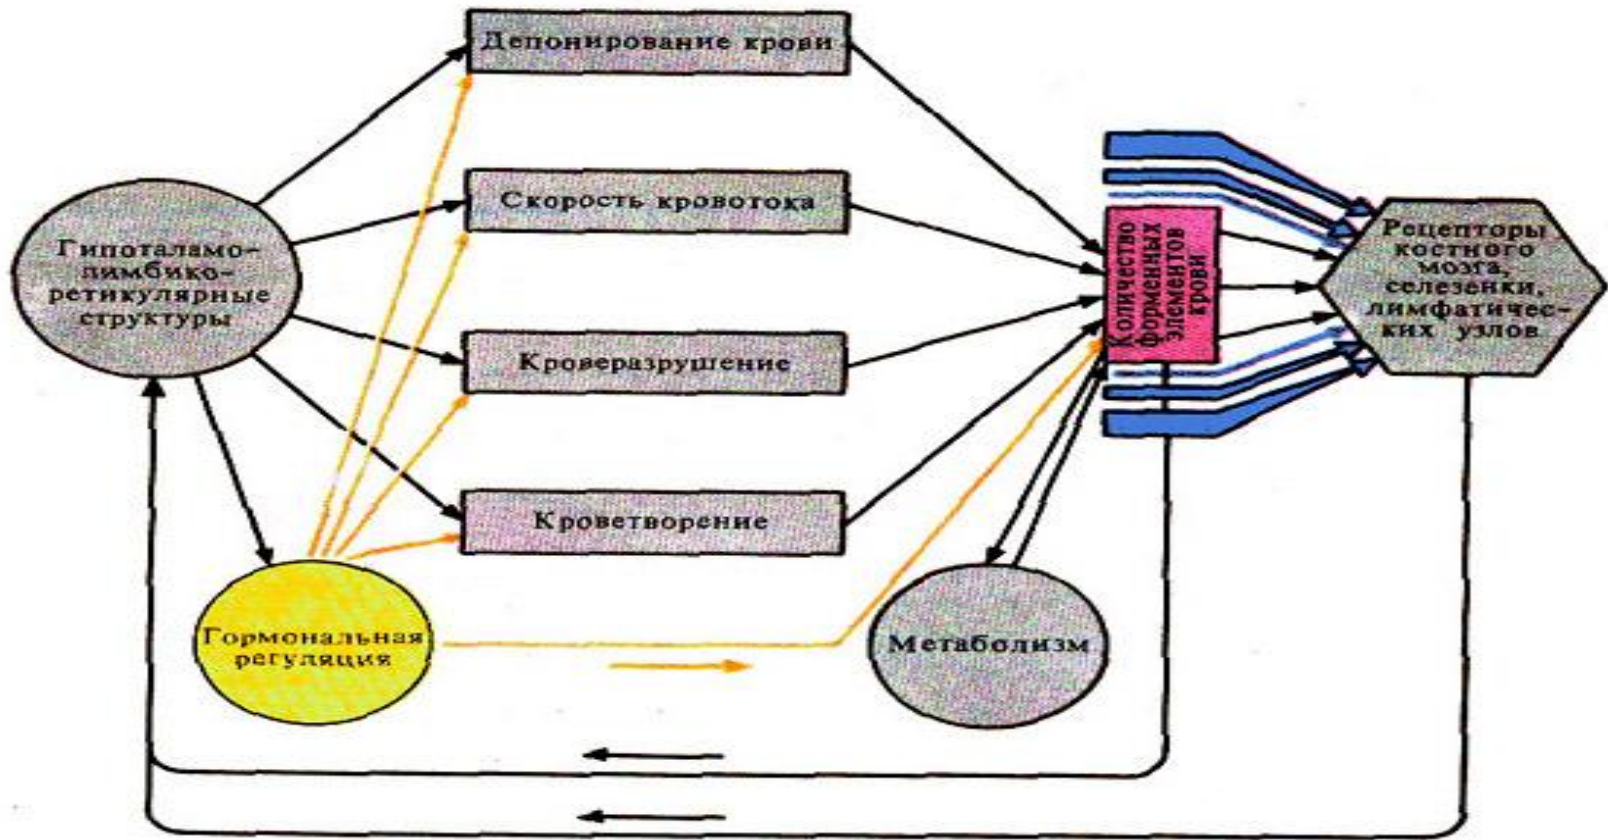 Депонирование крови
Скорость кровотока
Гипоталамо-
лимбико-
ретикулярные
структуры
Кроверазрушение
Кроветворение
Гормональная
регуляция
Метаболизм
Количество
форменных
элементов
крови
Рецепторы
костного
мозга,
селезенки,
лимфатичес-
ких узлов